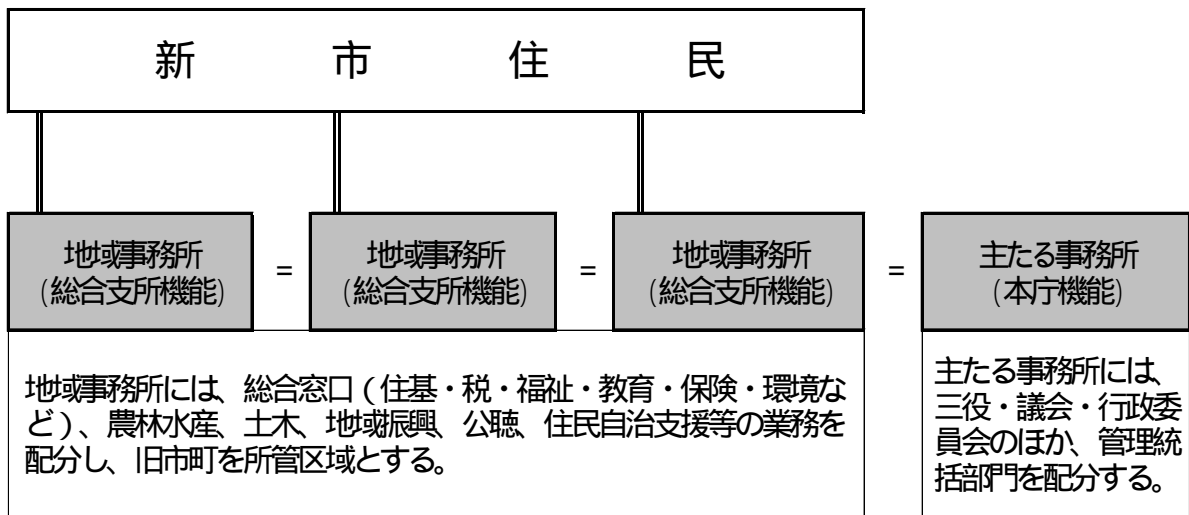 新市住民
地域事務所
(総合支所機能)
=
地域事務所
(総合支所機能)
=
地域事務所
(総合支所機能)
=
主たる事務所
(本庁機能)
地域事務所には、総合窓口(住基・税・福祉・教育・保険・環境な
ど)、農林水産、土木、地域振興、公聴、住民自治支援等の業務を
配分し、旧市町を所管区域とする。
主たる事務所には、
三役・議会・行政委
員会のほか、管理統
括部門を配分する。